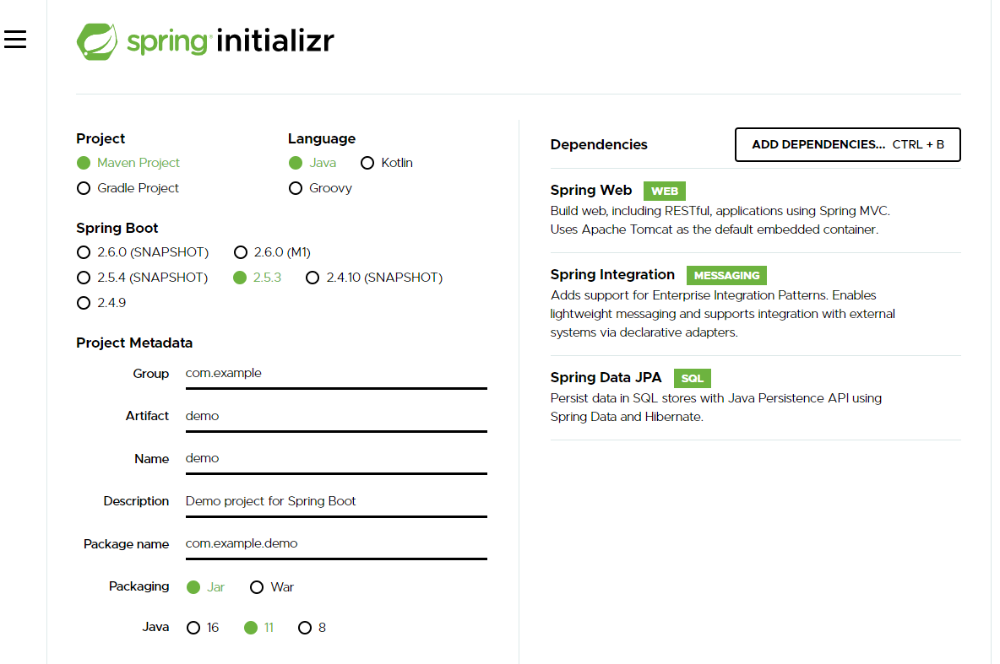 spring initializr
Project
Maven Project
Gradle Project
Language
Java Kotlin
Groovy
Spring Boot
2.6.0 (SNAPSHOT) 2.6.0 (M1)
2.5.4 (SNAPSHOT) 2.5.3 2.4.10 (SNAPSHOT)
2.4.9
Project Metadata
Group com.example
Artifact demo
Name demo
Description Demo project for Spring Boot
Package name com.example.demo
Packaging Jar War
Java 16 11 8
Dependencies ADD DEPENDENCIES... CTRL + B
Spring Web WEB
Build web, including RESTful, applications using Spring MVC.
Uses Apache Tomcat as the default embedded container.
Spring Integration MESSAGING
Adds support for Enterprise Integration Patterns. Enables
lightweight messaging and supports integration with external
systems via declarative adapters.
Spring Data JPA SQL
Persist data in SQL stores with Java Persistence API using
Spring Data and Hibernate.